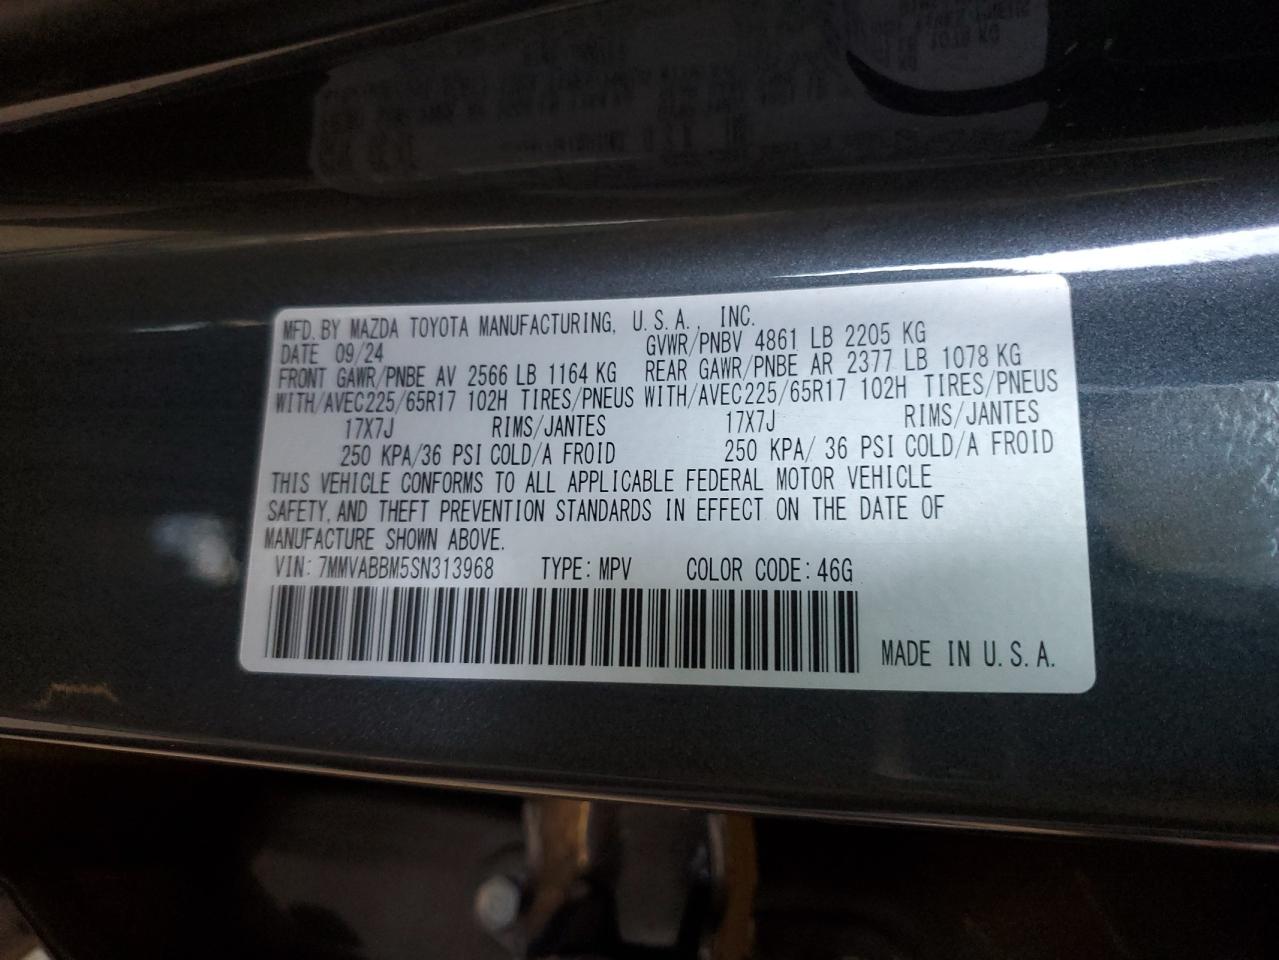 MFD. BY MAZDA TOYOTA MANUFACTURING, U.S.A., INC.
DATE 09/24 GVWR/PNBV 4861 LB 2205 KG
FRONT GAWR/PNBE AV 2566 LB 1164 KG REAR GAWR/PNBE AR 2377 LB 1078 KG
WITH/AVEC225/65R17 102H TIRES/PNEUS WITH/AVEC225/65R17 102H TIRES/PNEUS
17X7J RIMS/JANTES 17X7J RIMS/JANTES
250 KPA/36 PSI COLD/A FROID 250 KPA/ 36 PSI COLD/A FROID
THIS VEHICLE CONFORMS TO ALL APPLICABLE FEDERAL MOTOR VEHICLE
SAFETY, AND THEFT PREVENTION STANDARDS IN EFFECT ON THE DATE OF
MANUFACTURE SHOWN ABOVE.
VIN: 7MMVABBM5SN313968 TYPE: MPV COLOR CODE: 46G
MADE IN U.S.A.